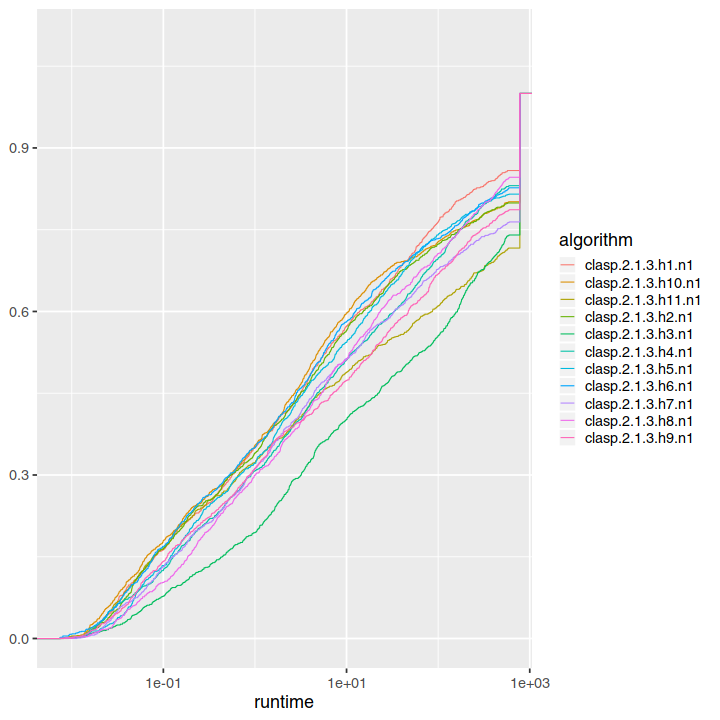 0.9
0.6
0.3
0.0
1e-01
1e+01
1e+03
runtime
algorithm
clasp.2.1.3.h1.n1
clasp.2.1.3.h10.n1
clasp.2.1.3.h11.n1
clasp.2.1.3.h2.n1
clasp.2.1.3.h3.n1
clasp.2.1.3.h4.n1
clasp.2.1.3.h5.n1
clasp.2.1.3.h6.n1
clasp.2.1.3.h7.n1
clasp.2.1.3.h8.n1
clasp.2.1.3.h9.n1